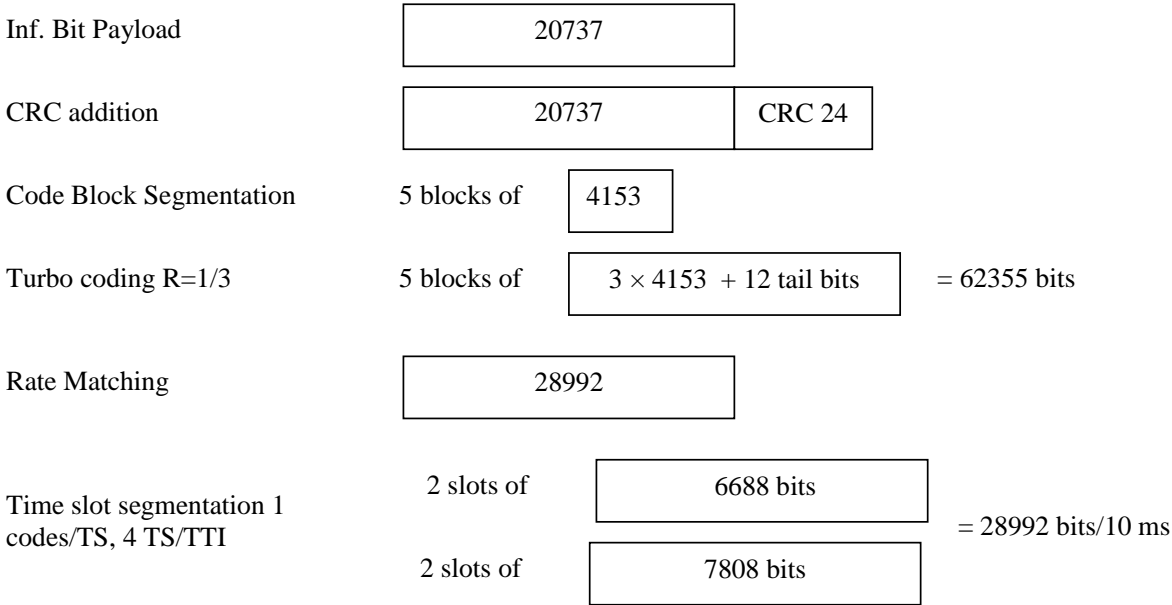 Inf. Bit Payload 20737
CRC addition 20737 CRC 24
Code Block Segmentation 5 blocks of 4153
Turbo coding R=1/3 5 blocks of 3 × 4153 + 12 tail bits = 62355 bits
Rate Matching 28992
2 slots of 6688 bits
Time slot segmentation 1
codes/TS, 4 TS/TTI
= 28992 bits/10 ms
2 slots of 7808 bits